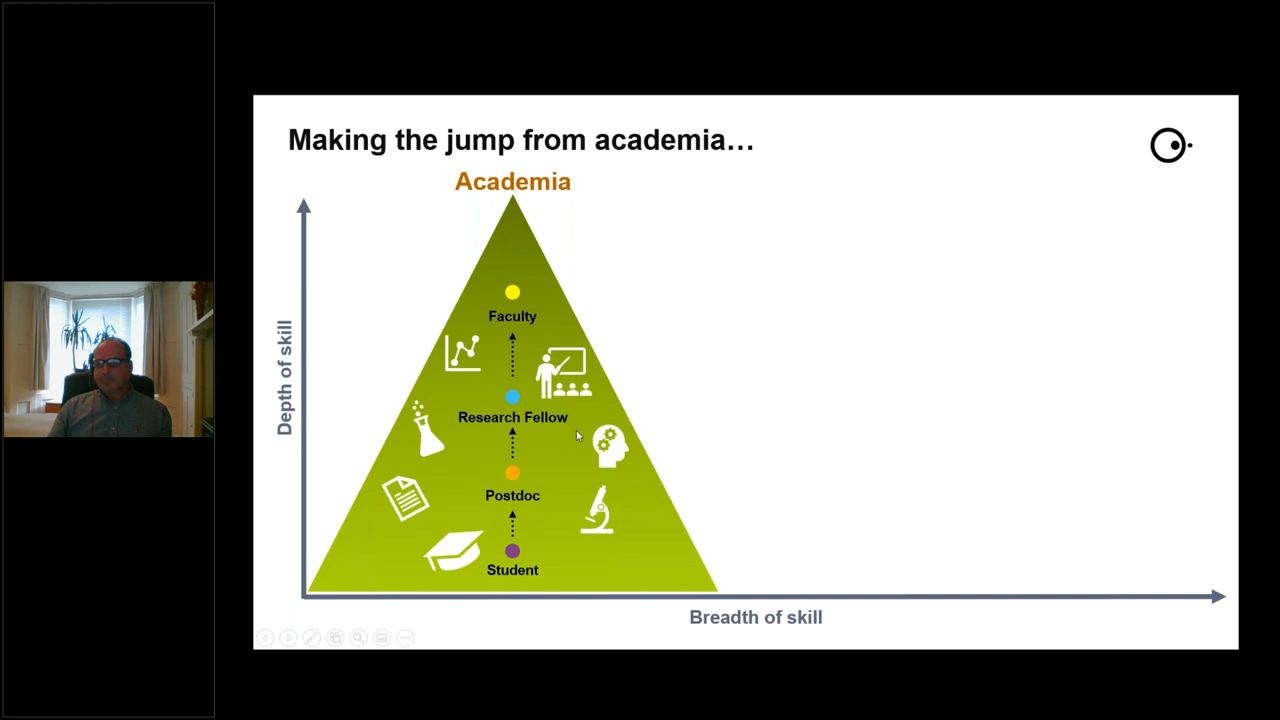 Making the jump from academia…
Academia
Depth of skill
Faculty
Research Fellow
Postdoc
Student
Breadth of skill